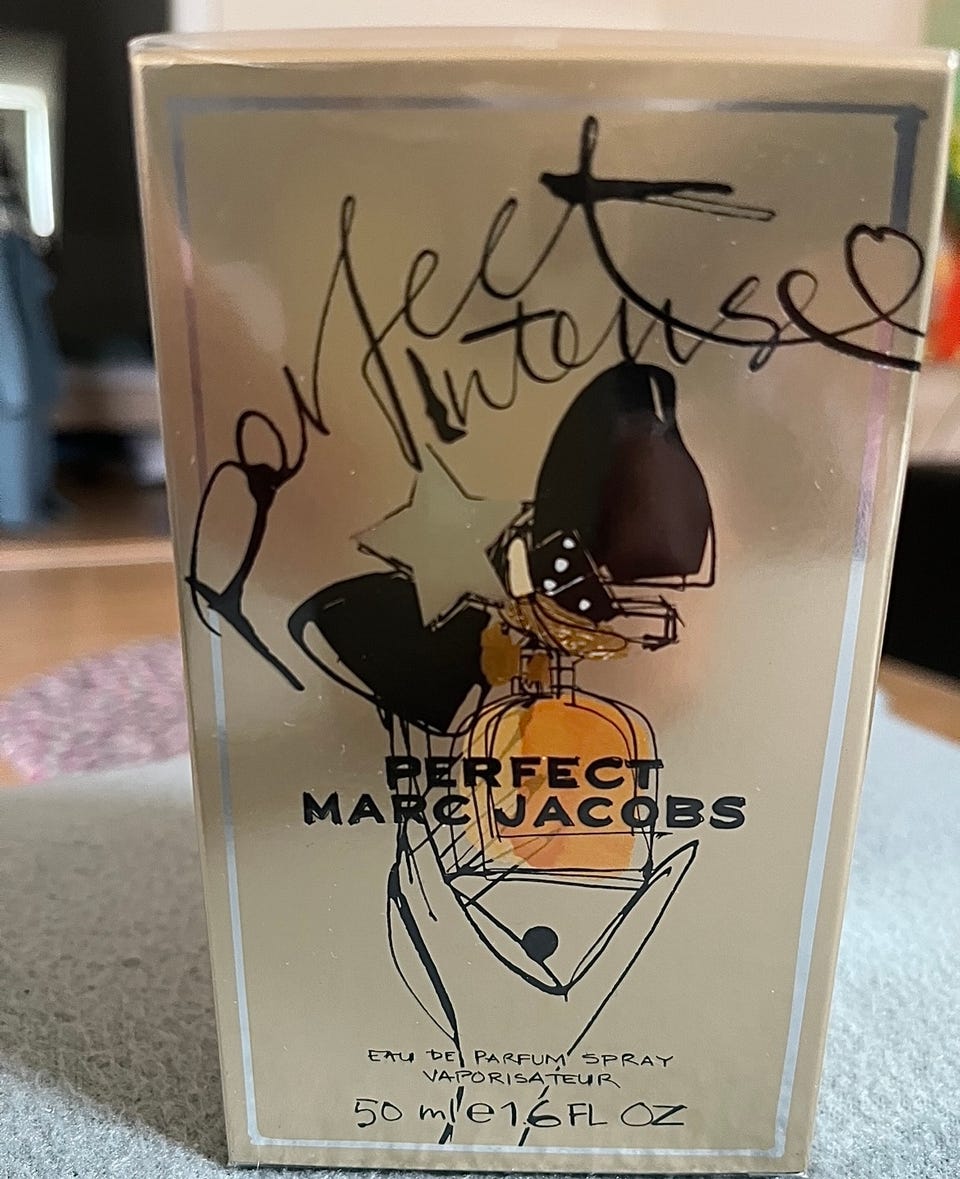 Perfect
Intense
PERFECT
MARC JACOBS
EAU DE PARFUM SPRAY
VAPORISATEUR
50 ml e 1.6 FL OZ